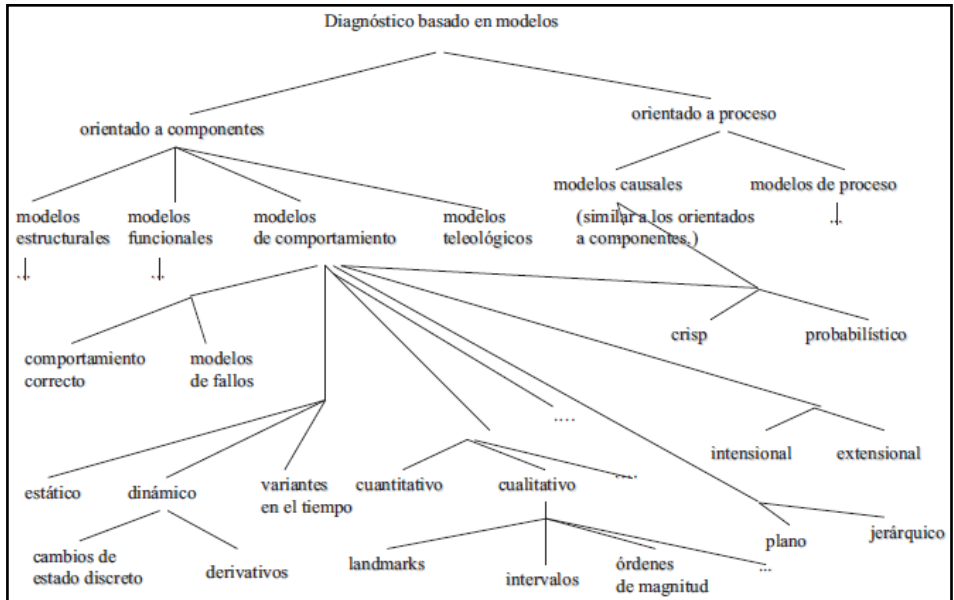 Diagnóstico basado en modelos
orientado a componentes
orientado a proceso
modelos
estructurales
...
modelos
funcionales
...
modelos
de comportamiento
modelos
teleológicos
modelos causales
(similar a los orientados
a componentes.)
modelos de proceso
...
comportamiento
correcto
modelos
de fallos
crisp
probabilístico
....
intensional
extensional
estático
dinámico
variantes
en el tiempo
cuantitativo
cualitativo
....
cambios de
estado discreto
derivativos
landmarks
intervalos
órdenes
de magnitud
...
plano
jerárquico